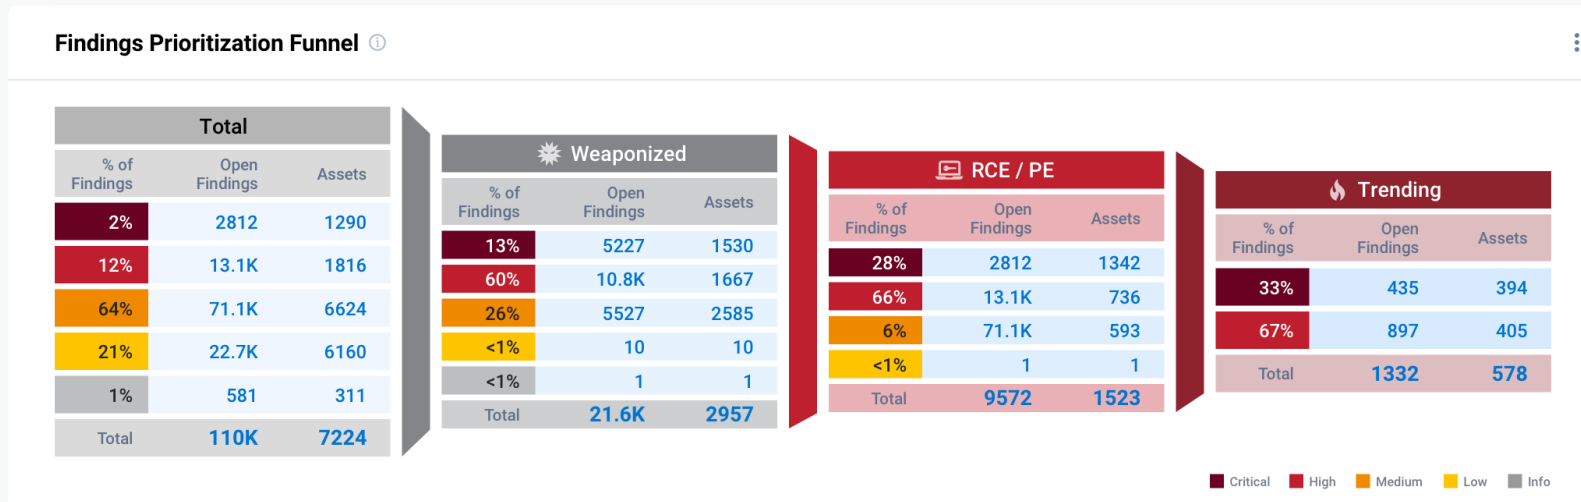 Findings Prioritization Funnel
Total
% of Findings Open Findings Assets
2% 2812 1290
12% 13.1K 1816
64% 71.1K 6624
21% 22.7K 6160
1% 581 311
Total 110K 7224
Weaponized
% of Findings Open Findings Assets
13% 5227 1530
60% 10.8K 1667
26% 5527 2585
<1% 10 10
<1% 1 1
Total 21.6K 2957
RCE / PE
% of Findings Open Findings Assets
28% 2812 1342
66% 13.1K 736
6% 71.1K 593
<1% 1 1
Total 9572 1523
Trending
% of Findings Open Findings Assets
33% 435 394
67% 897 405
Total 1332 578
Critical High Medium Low Info